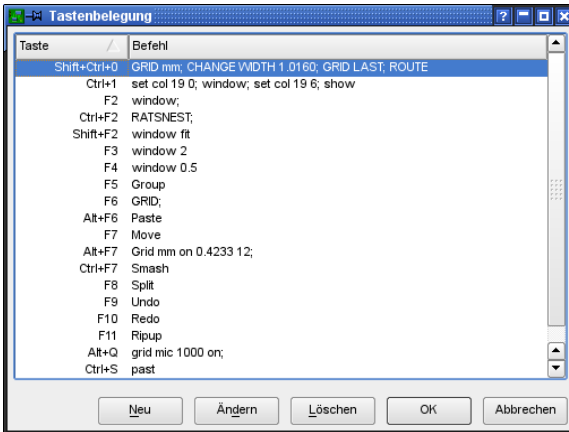 Tastenbelegung
Taste Befehl
Shift+Ctrl+0 GRID mm; CHANGE WIDTH 1.0160; GRID LAST; ROUTE
Ctrl+1 set col 19 0; window; set col 19 6; show
F2 window;
Ctrl+F2 RATSNEST;
Shift+F2 window fit
F3 window 2
F4 window 0.5
F5 Group
F6 GRID;
Alt+F6 Paste
F7 Move
Alt+F7 Grid mm on 0.4233 12;
Ctrl+F7 Smash
F8 Split
F9 Undo
F10 Redo
F11 Ripup
Alt+Q grid mic 1000 on;
Ctrl+S past
Neu Ändern Löschen OK Abbrechen